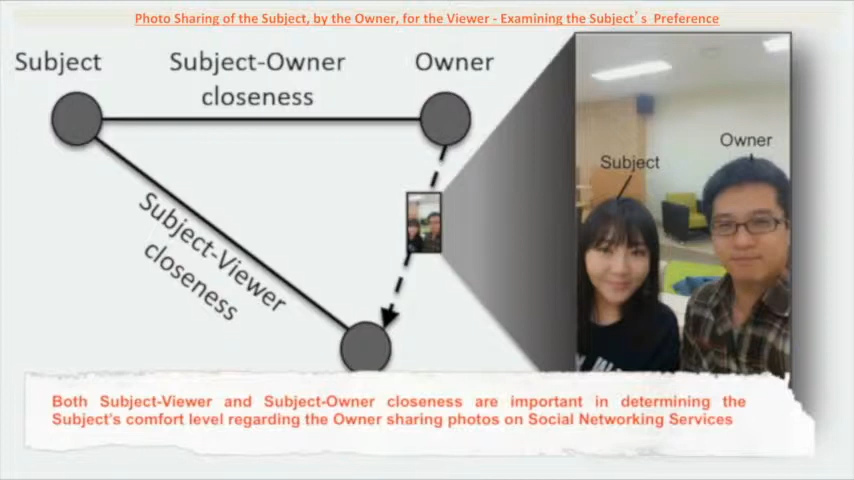 Photo Sharing of the Subject, by the Owner, for the Viewer - Examining the Subject's Preference
Subject
Subject-Owner
closeness
Owner
Subject
Owner
Subject-Viewer
closeness
Both Subject-Viewer and Subject-Owner closeness are important in determining the
Subject's comfort level regarding the Owner sharing photos on Social Networking Services